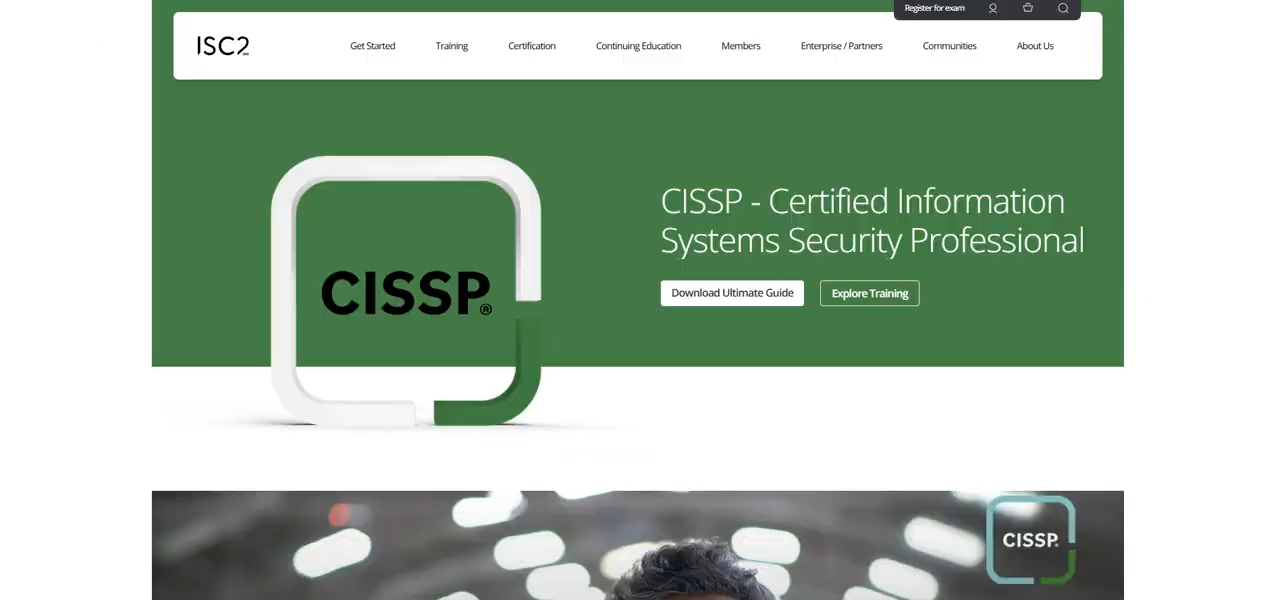 Register for exam
ISC2
Get Started
Training
Certification
Continuing Education
Members
Enterprise / Partners
Communities
About Us
CISSP®
CISSP - Certified Information
Systems Security Professional
Download Ultimate Guide
Explore Training
CISSP